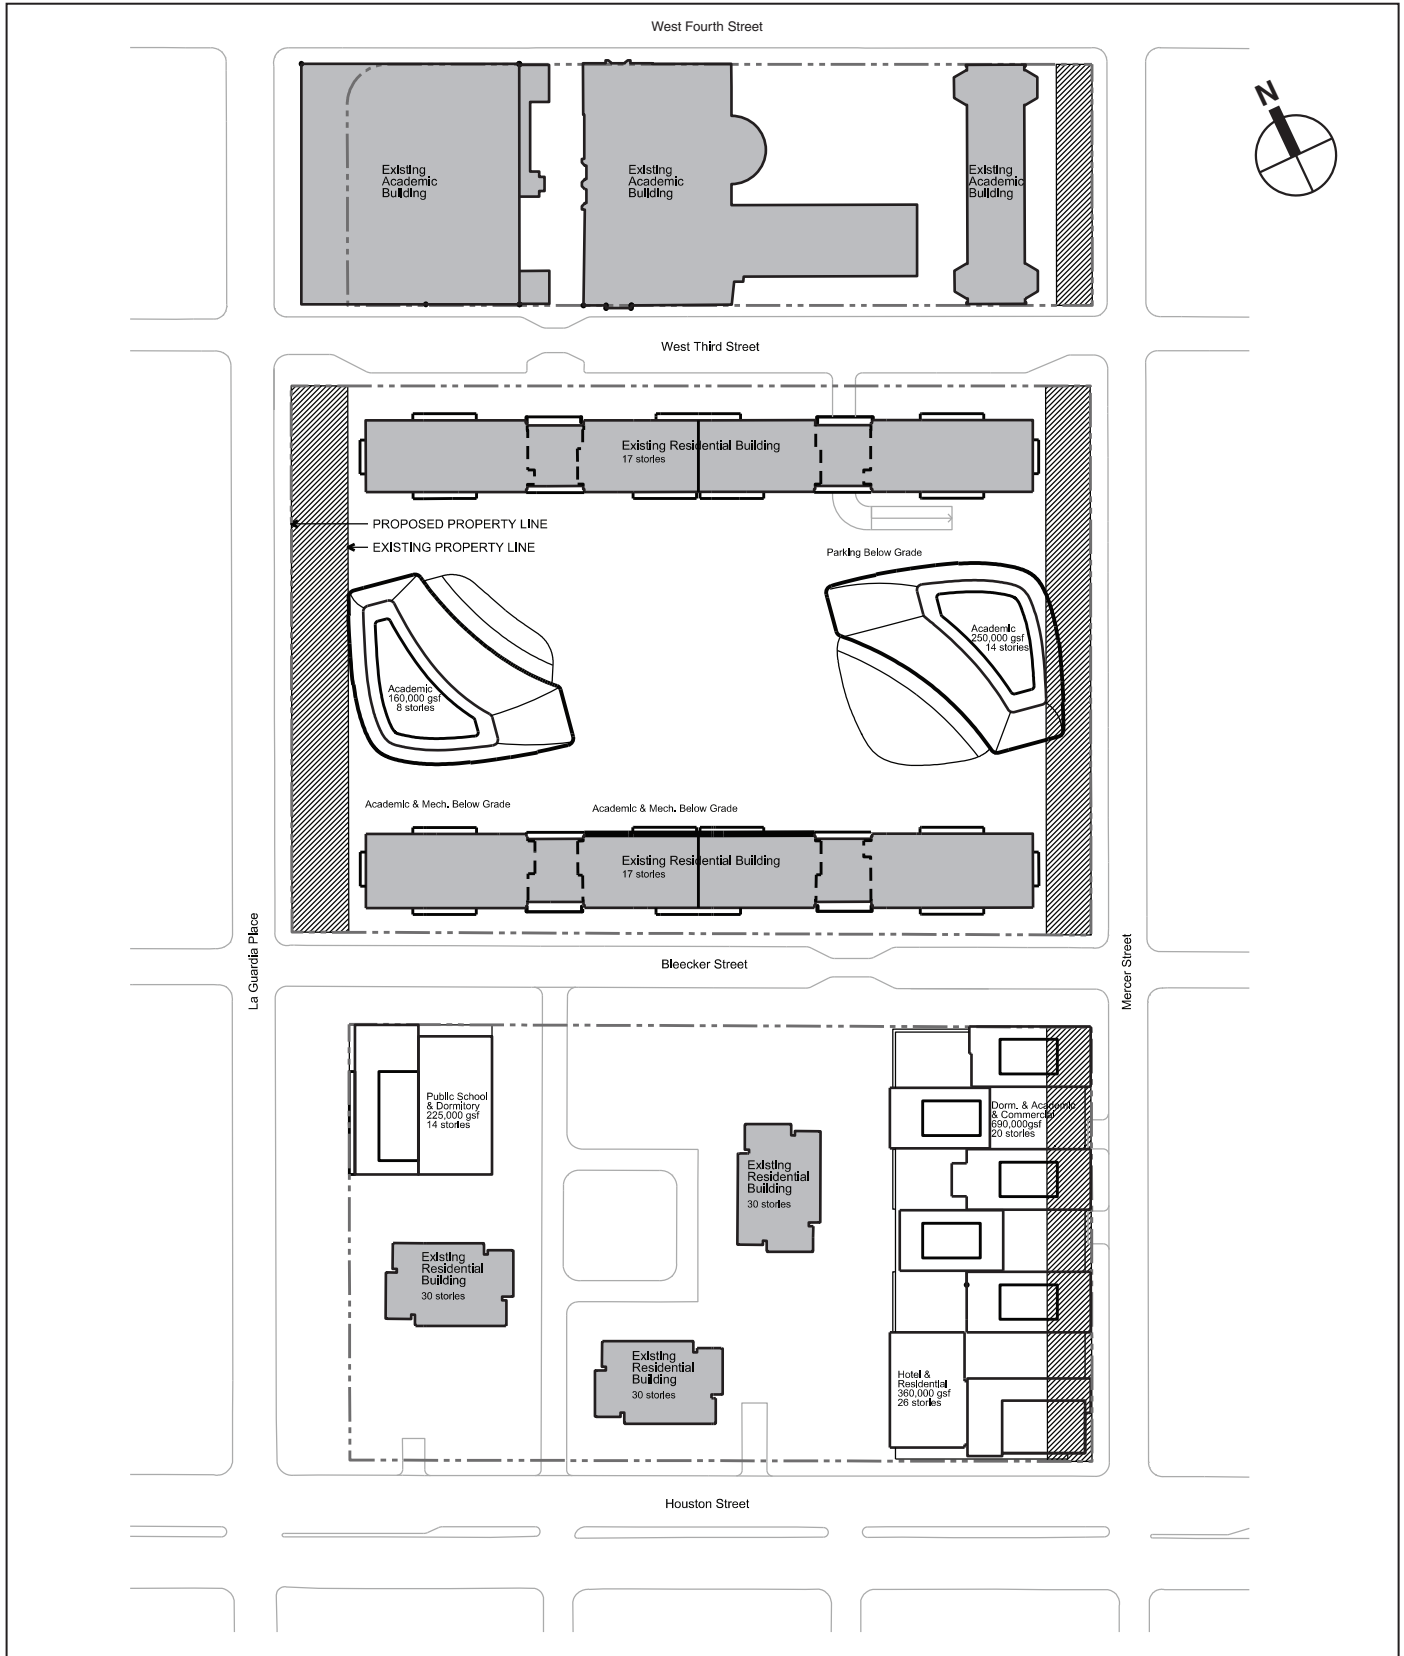 West Fourth Street
N
Existing
Academic
Building
Existing
Academic
Building
Existing
Academic
Building
West Third Street
Existing Residential Building
17 stories
PROPOSED PROPERTY LINE
EXISTING PROPERTY LINE
Parking Below Grade
Academic
250,000 gsf
14 stories
Academic
160,000 gsf
8 stories
Academic & Mech. Below Grade
Academic & Mech. Below Grade
Existing Residential Building
17 stories
La Guardia Place
Bleecker Street
Mercer Street
Public School
& Dormitory
225,000 gsf
14 stories
Dorm. & Academic
& Commercial
690,000gsf
20 stories
Existing
Residential
Building
30 stories
Existing
Residential
Building
30 stories
Existing
Residential
Building
30 stories
Hotel &
Residential
360,000 gsf
26 stories
Houston Street